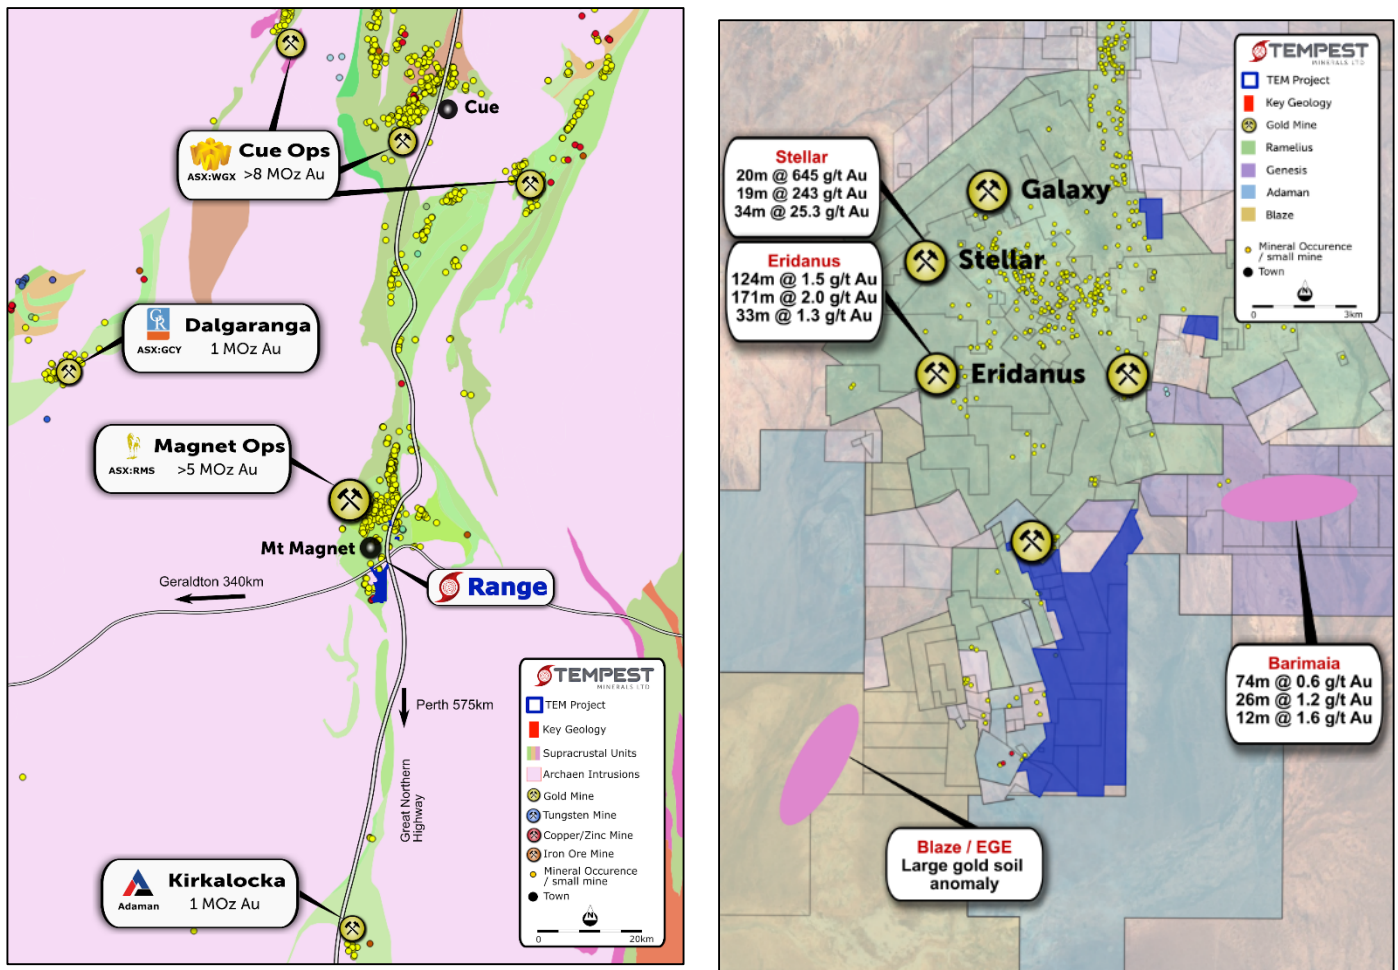 Cue
Cue Ops
ASX:WGX
>8 MOz Au
Dalgaranga
ASX:GCY
1 MOz Au
Magnet Ops
ASX:RMS
>5 MOz Au
Mt Magnet
Range
Geraldton 340km
Perth 575km
Great Northern
Highway
Kirkalocka
Adaman
1 MOz Au
TEMPEST
MINERALS LTD
TEM Project
Key Geology
Supracrustal Units
Archaen Intrusions
Gold Mine
Tungsten Mine
Copper/Zinc Mine
Iron Ore Mine
Mineral Occurence
/ small mine
Town
N
0 20km
Stellar
20m @ 645 g/t Au
19m @ 243 g/t Au
34m @ 25.3 g/t Au
Eridanus
124m @ 1.5 g/t Au
171m @ 2.0 g/t Au
33m @ 1.3 g/t Au
Galaxy
Stellar
Eridanus
TEMPEST
MINERALS LTD
TEM Project
Key Geology
Gold Mine
Ramelius
Genesis
Adaman
Blaze
Mineral Occurence
/ small mine
Town
N
0 3km
Barimaia
74m @ 0.6 g/t Au
26m @ 1.2 g/t Au
12m @ 1.6 g/t Au
Blaze / EGE
Large gold soil
anomaly